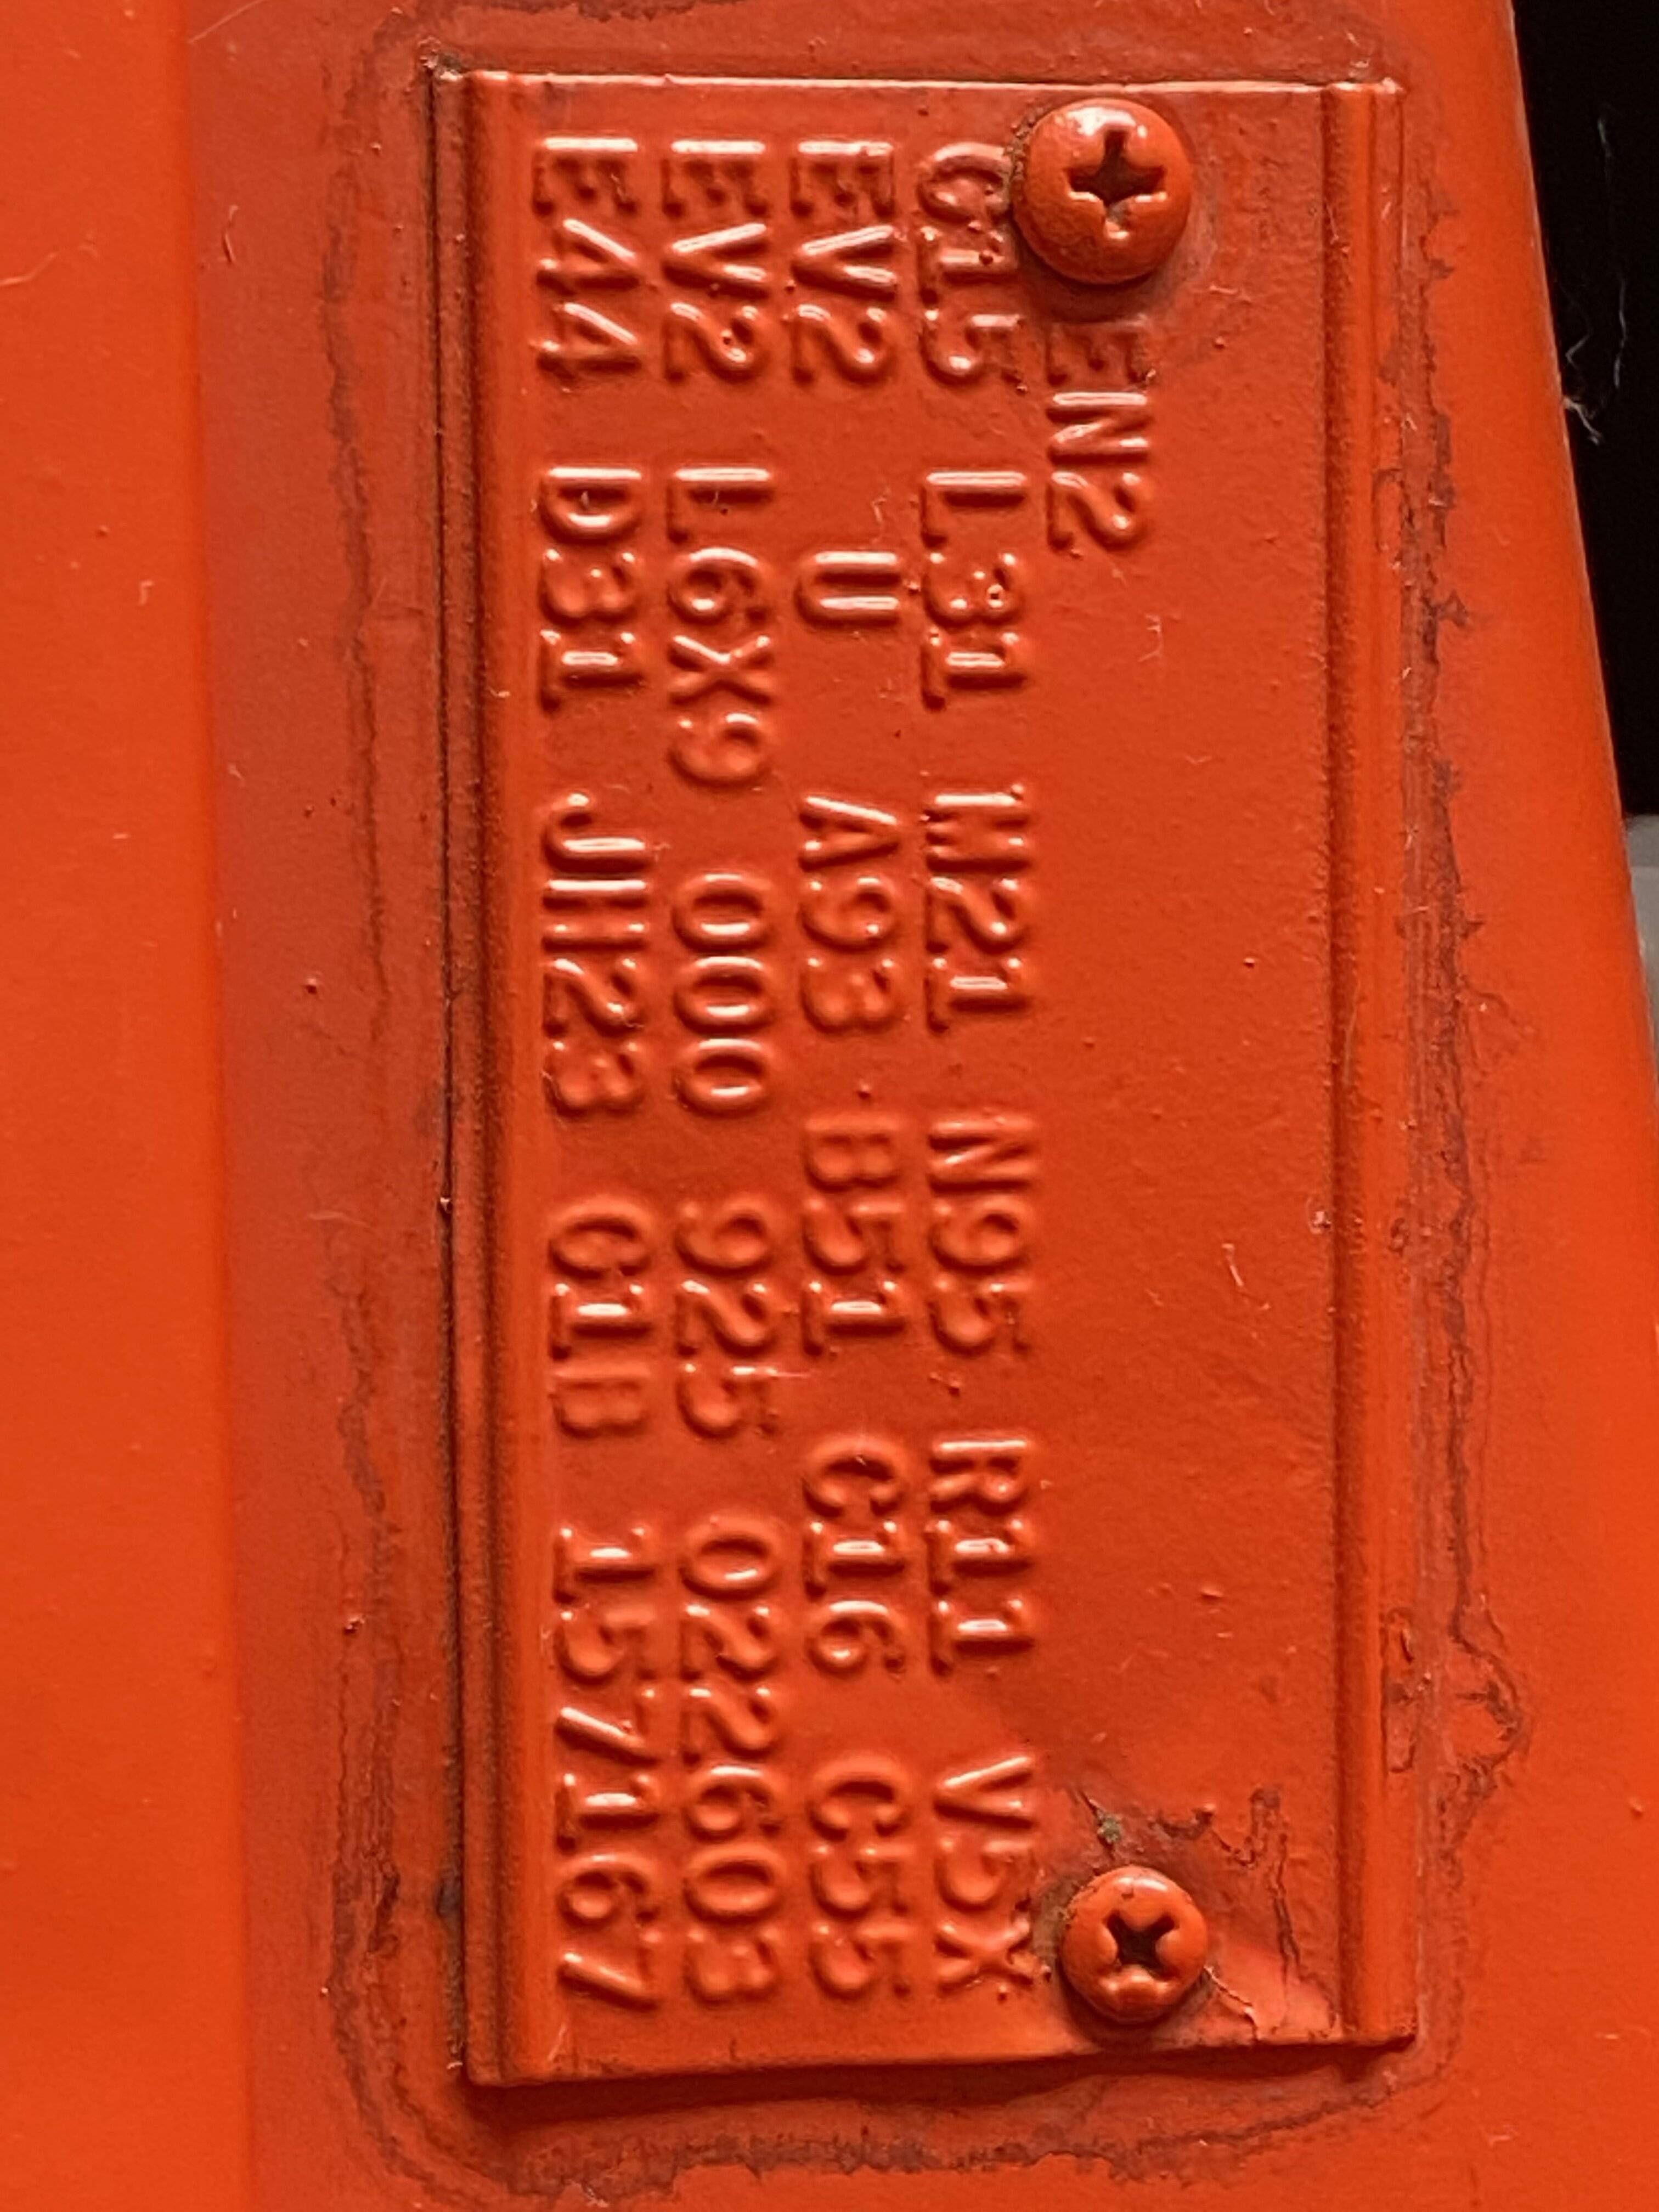 EN2
G15 L31 M21 N95 R11 V5X
EV2 U A93 B51 C16 C55
EV2 L6X9 000 925 022603
E44 D31 JH23 G1B 157167